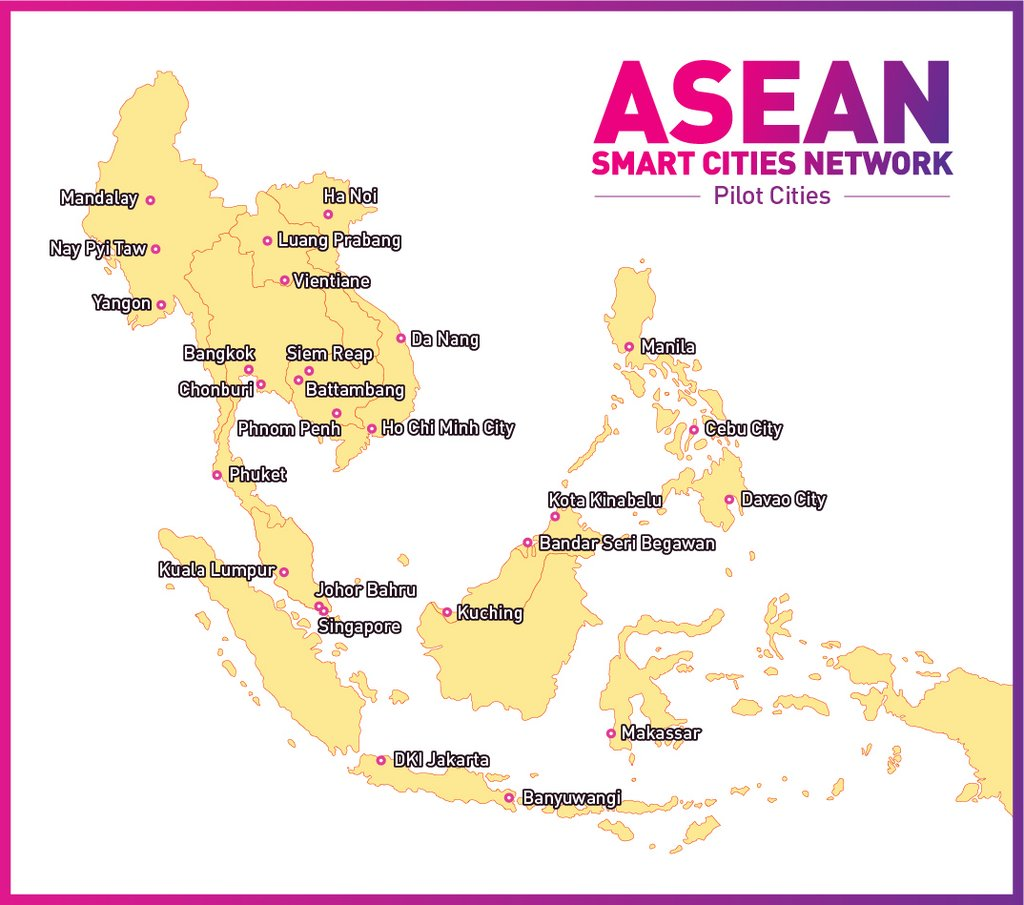 ASEAN
SMART CITIES NETWORK
Pilot Cities
Mandalay
Ha Noi
Nay Pyi Taw
Luang Prabang
Vientiane
Yangon
Da Nang
Manila
Bangkok
Siem Reap
Chonburi
Battambang
Phnom Penh
Ho Chi Minh City
Cebu City
Phuket
Kota Kinabalu
Davao City
Bandar Seri Begawan
Kuala Lumpur
Johor Bahru
Kuching
Singapore
Makassar
DKI Jakarta
Banyuwangi